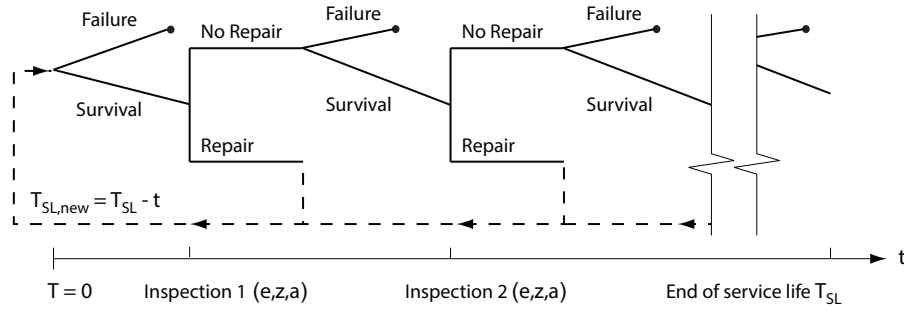 Failure
Failure
Failure
No Repair
No Repair
Survival
Survival
Survival
Repair
Repair
T_SL,new = T_SL - t
t
T = 0
Inspection 1 (e,z,a)
Inspection 2 (e,z,a)
End of service life T_SL